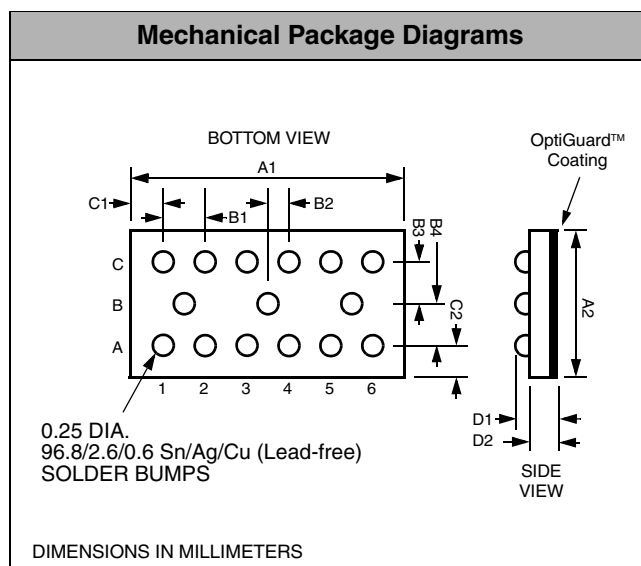 Mechanical Package Diagrams
BOTTOM VIEW
OptiGuard™
Coating
A1
C1
B1
B2
B3
B4
C2
A2
C
B
A
1 2 3 4 5 6
D1
D2
0.25 DIA.
96.8/2.6/0.6 Sn/Ag/Cu (Lead-free)
SOLDER BUMPS
SIDE
VIEW
DIMENSIONS IN MILLIMETERS